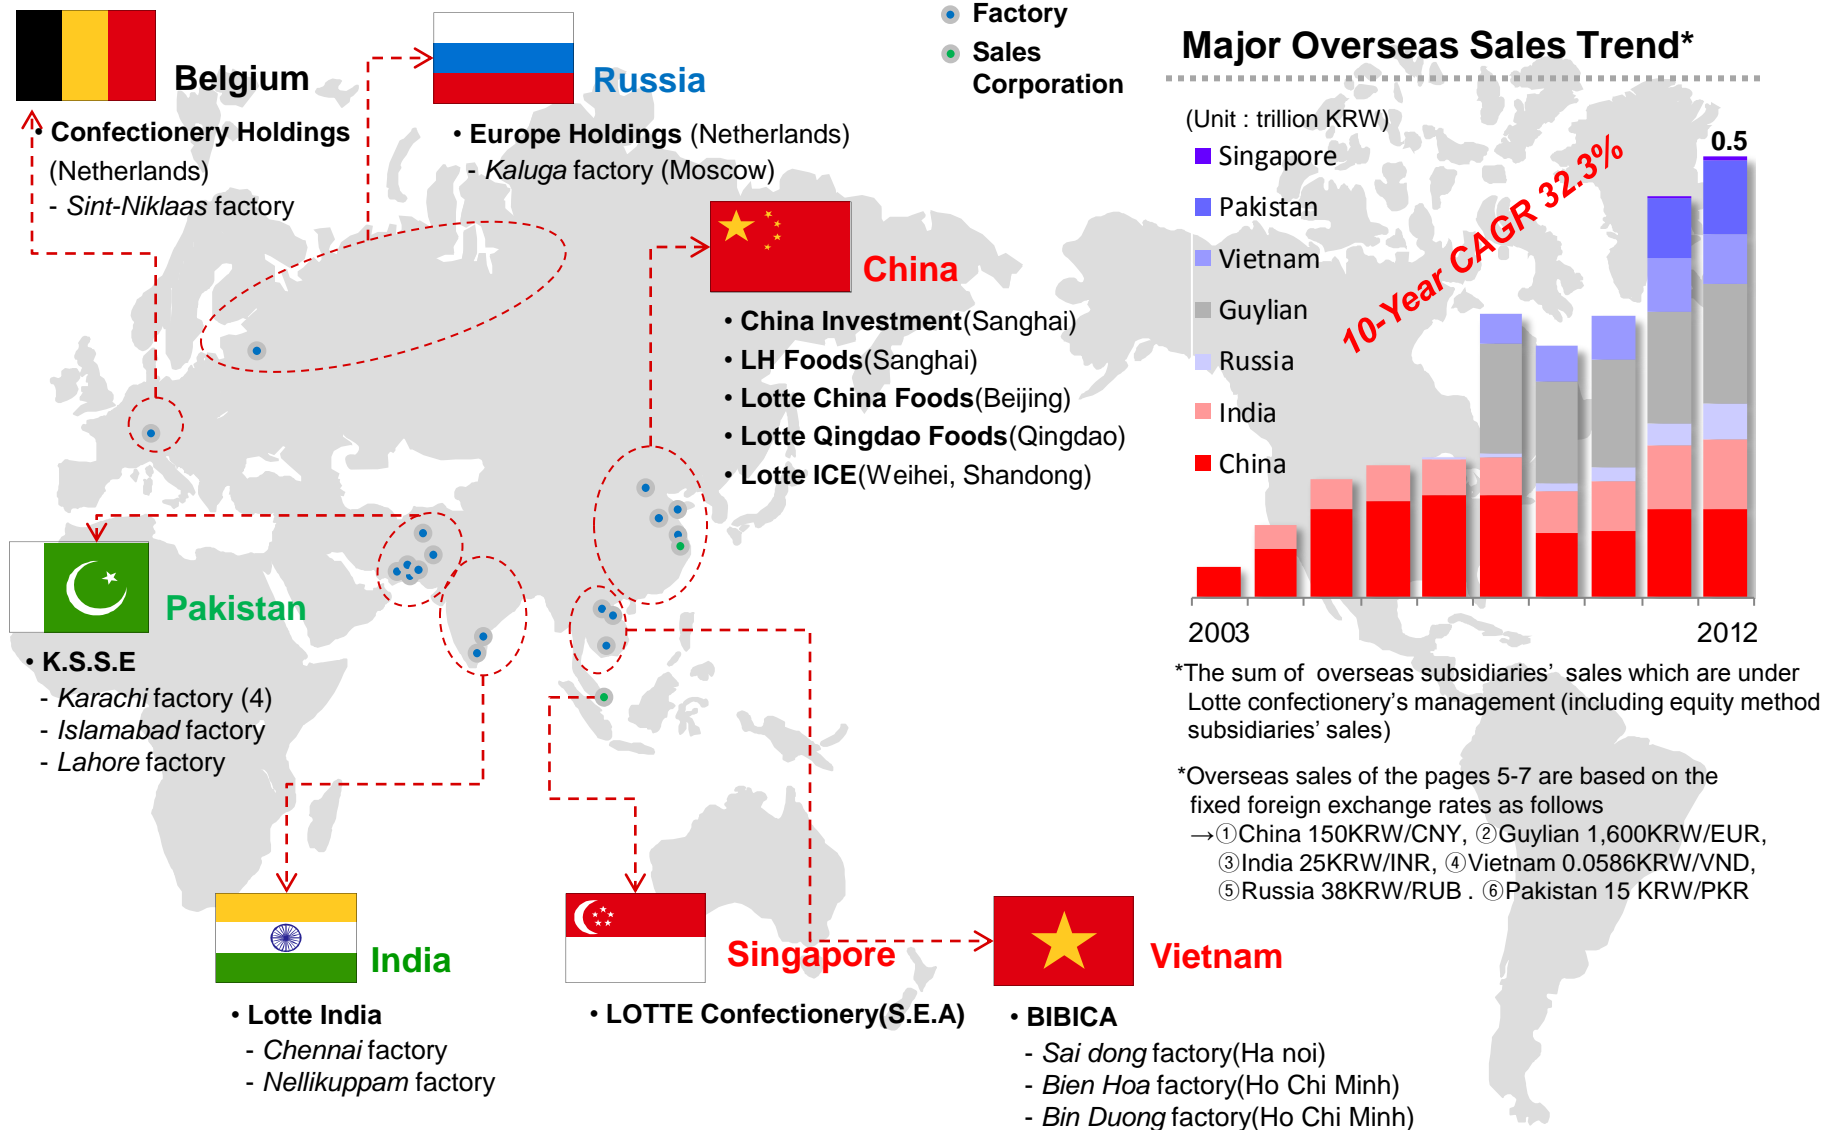 Factory
Sales
Corporation
Belgium
• Confectionery Holdings
(Netherlands)
- Sint-Niklaas factory
Russia
• Europe Holdings (Netherlands)
- Kaluga factory (Moscow)
China
• China Investment(Sanghai)
• LH Foods(Sanghai)
• Lotte China Foods(Beijing)
• Lotte Qingdao Foods(Qingdao)
• Lotte ICE(Weihei, Shandong)
Pakistan
• K.S.S.E
- Karachi factory (4)
- Islamabad factory
- Lahore factory
India
• Lotte India
- Chennai factory
- Nellikuppam factory
Singapore
• LOTTE Confectionery(S.E.A)
Vietnam
• BIBICA
- Sai dong factory(Ha noi)
- Bien Hoa factory(Ho Chi Minh)
- Bin Duong factory(Ho Chi Minh)
Major Overseas Sales Trend*
(Unit : trillion KRW)
Singapore
Pakistan
Vietnam
Guylian
Russia
India
China
10-Year CAGR 32.3%
0.5
2003
2012
*The sum of overseas subsidiaries’ sales which are under
Lotte confectionery’s management (including equity method
subsidiaries’ sales)
*Overseas sales of the pages 5-7 are based on the
fixed foreign exchange rates as follows
→①China 150KRW/CNY, ②Guylian 1,600KRW/EUR,
③India 25KRW/INR, ④Vietnam 0.0586KRW/VND,
⑤Russia 38KRW/RUB . ⑥Pakistan 15 KRW/PKR